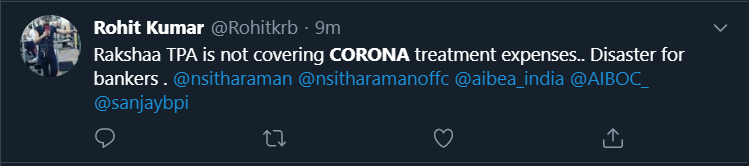 Rohit Kumar @Rohitkrb · 9m
Rakshaa TPA is not covering CORONA treatment expenses.. Disaster for
bankers . @nsitharaman @nsitharamanoffc @aibea_india @AIBOC_
@sanjaybpi